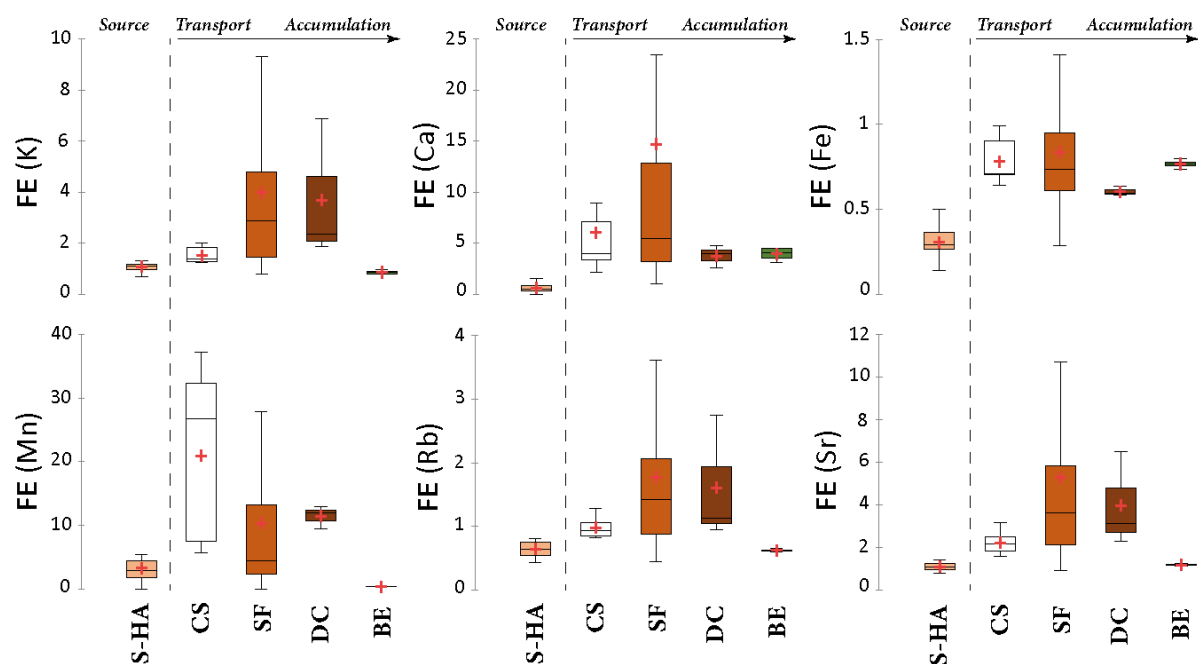 Source Transport Accumulation
FE (K)
10
8
6
4
2
0
Source Transport Accumulation
FE (Ca)
25
20
15
10
5
0
Source Transport Accumulation
FE (Fe)
1.5
1
0.5
0
FE (Mn)
40
30
20
10
0
S-HA CS SF DC BE
FE (Rb)
4
3
2
1
0
S-HA CS SF DC BE
FE (Sr)
12
10
8
6
4
2
0
S-HA CS SF DC BE